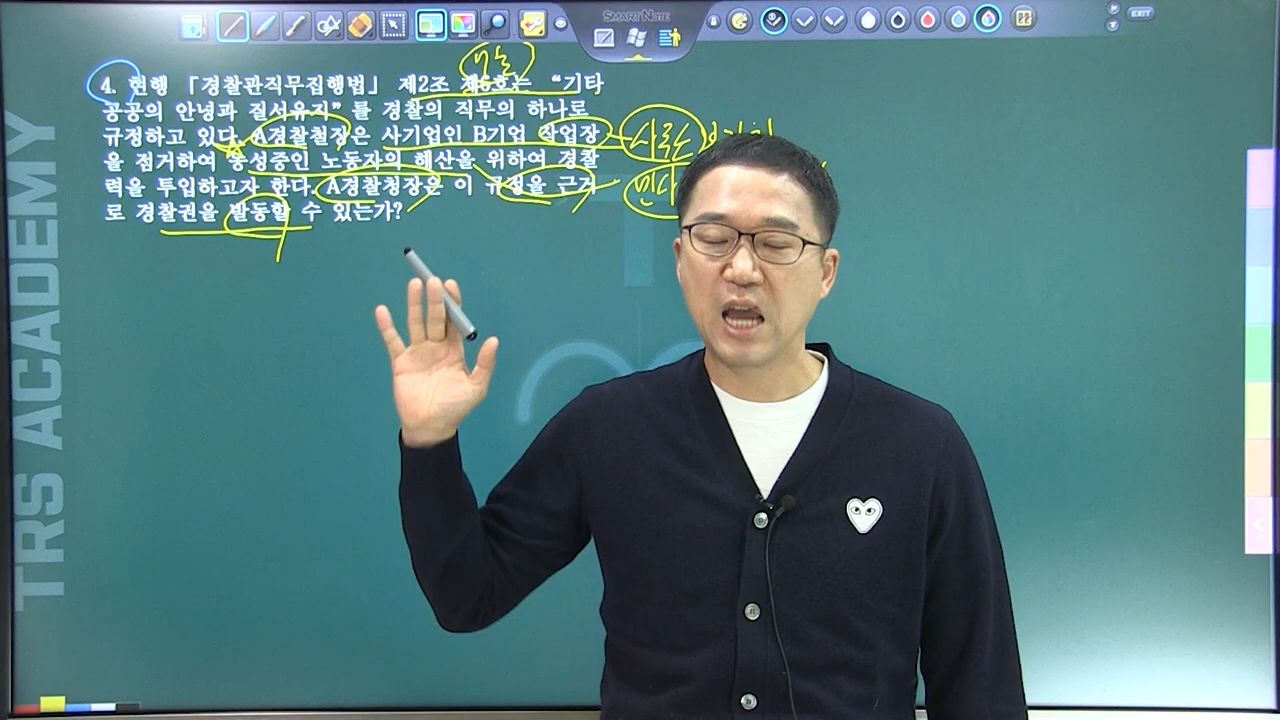 SMART NOTE
EXIT
4. 현행 「경찰관직무집행법」 제2조 제6호는 “기타
공공의 안녕과 질서유지”를 경찰의 직무의 하나로
규정하고 있다. A경찰청장은 사기업인 B기업 작업장
을 점거하여 농성중인 노동자의 해산을 위하여 경찰
력을 투입하고자 한다. A경찰청장은 이 규정을 근거
로 경찰권을 발동할 수 있는가?
TRS ACADEMY